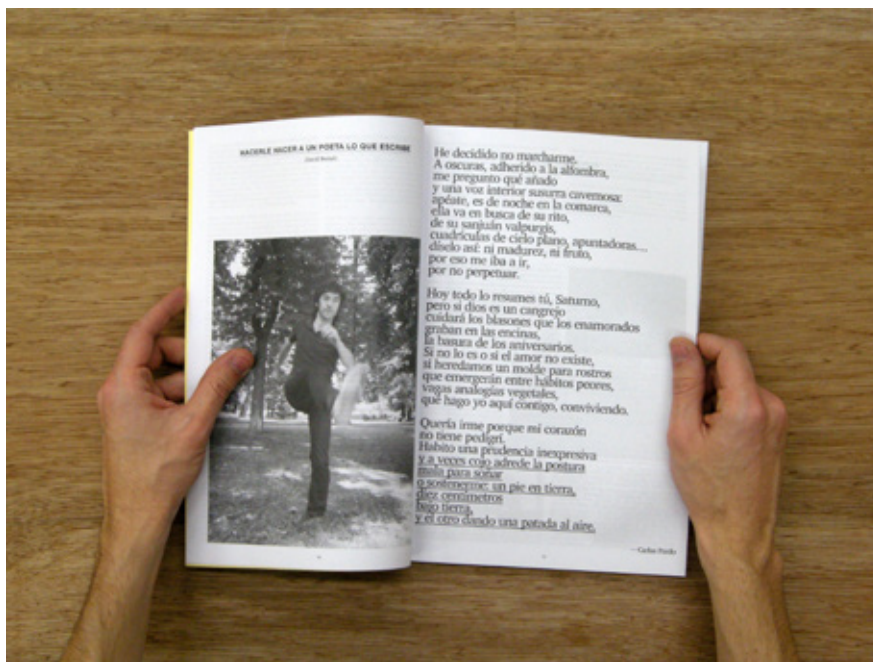 HACERLE HACER A UN POETA LO QUE ESCRIBE
He decidido no marcharme.
A oscuras, adherido a la alfombra,
me pregunto qué añado
y una voz interior susurra cavernosa:
apéate, es de noche en la comarca,
ella va en busca de su rito,
de su sanjuán valpurgis,
cuadrículas de cielo plano, apuntadoras...
díselo así: ni madurez, ni fruto,
por eso me iba a ir,
por no perpetuar.
Hoy todo lo resumes tú, Saturno,
pero si dios es un cangrejo
cuidará los blasones que los enamorados
graban en las encinas,
la basura de los aniversarios.
Si no lo es o si el amor no existe,
si heredamos un molde para rostros
que emergerán entre hábitos peores,
vagas analogías vegetales,
qué hago yo aquí contigo, conviviendo.
Quería irme porque mi corazón
no tiene pedigrí.
Habito una prudencia inexpresiva
y a veces cojo adrede la postura
mala para soñar
o sostenerme: un pie en tierra,
diez centímetros
bajo tierra,
y el otro dando una patada al aire.
—Carlos Pardo